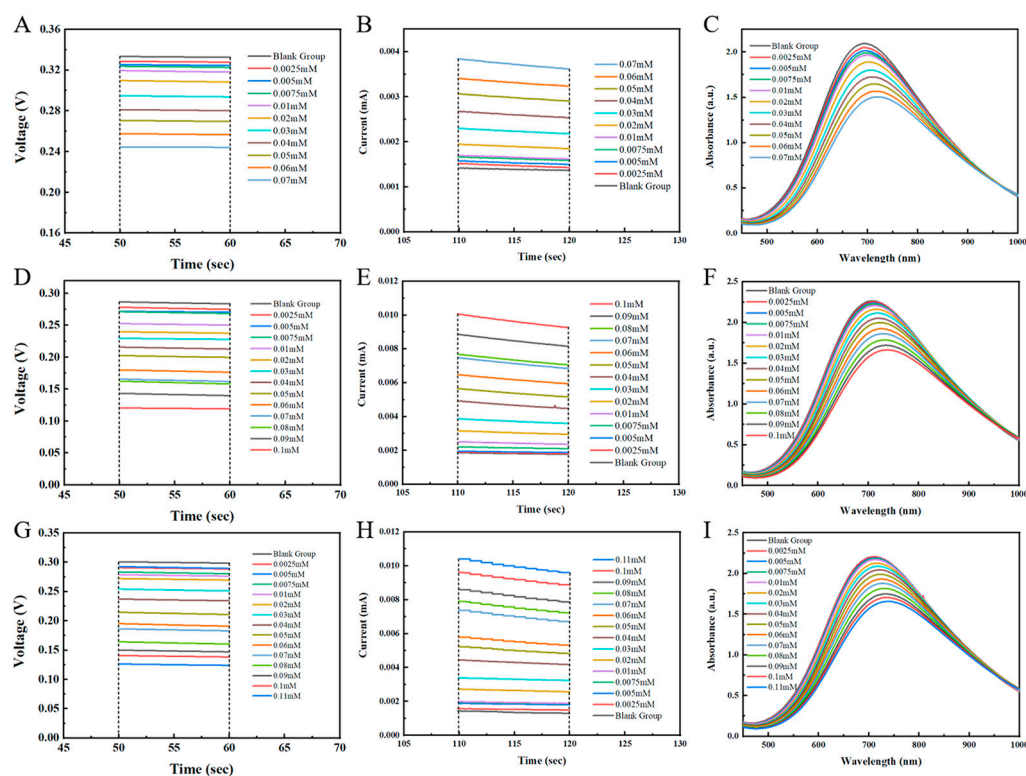 A
Voltage (V)
0.36
0.32
0.28
0.24
0.20
0.16
45 50 55 60 65 70
Time (sec)
Blank Group
0.0025mM
0.005mM
0.0075mM
0.01mM
0.02mM
0.03mM
0.04mM
0.05mM
0.06mM
0.07mM
B
Current (mA)
0.004
0.003
0.002
0.001
0.000
105 110 115 120 125 130
Time (sec)
0.07mM
0.06mM
0.05mM
0.04mM
0.03mM
0.02mM
0.01mM
0.0075mM
0.005mM
0.0025mM
Blank Group
C
Absorbance (a.u.)
2.0
1.5
1.0
0.5
0.0
500 600 700 800 900 1000
Wavelength (nm)
Blank Group
0.0025mM
0.005mM
0.0075mM
0.01mM
0.02mM
0.03mM
0.04mM
0.05mM
0.06mM
0.07mM
D
Voltage (V)
0.30
0.25
0.20
0.15
0.10
0.05
0.00
45 50 55 60 65 70
Time (sec)
Blank Group
0.0025mM
0.005mM
0.0075mM
0.01mM
0.02mM
0.03mM
0.04mM
0.05mM
0.06mM
0.07mM
0.08mM
0.09mM
0.1mM
E
Current (mA)
0.012
0.010
0.008
0.006
0.004
0.002
0.000
105 110 115 120 125 130
Time (sec)
0.1mM
0.09mM
0.08mM
0.07mM
0.06mM
0.05mM
0.04mM
0.03mM
0.02mM
0.01mM
0.0075mM
0.005mM
0.0025mM
Blank Group
F
Absorbance (a.u.)
2.5
2.0
1.5
1.0
0.5
0.0
500 600 700 800 900 1000
Wavelength (nm)
Blank Group
0.0025mM
0.005mM
0.0075mM
0.01mM
0.02mM
0.03mM
0.04mM
0.05mM
0.06mM
0.07mM
0.08mM
0.09mM
0.1mM
G
Voltage (V)
0.35
0.30
0.25
0.20
0.15
0.10
0.05
0.00
45 50 55 60 65 70
Time (sec)
Blank Group
0.0025mM
0.005mM
0.0075mM
0.01mM
0.02mM
0.03mM
0.04mM
0.05mM
0.06mM
0.07mM
0.08mM
0.09mM
0.1mM
0.11mM
H
Current (mA)
0.012
0.010
0.008
0.006
0.004
0.002
0.000
105 110 115 120 125 130
Time (sec)
0.11mM
0.1mM
0.09mM
0.08mM
0.07mM
0.06mM
0.05mM
0.04mM
0.03mM
0.02mM
0.01mM
0.0075mM
0.005mM
0.0025mM
Blank Group
I
Absorbance (a.u.)
2.5
2.0
1.5
1.0
0.5
0.0
500 600 700 800 900 1000
Wavelength (nm)
Blank Group
0.0025mM
0.005mM
0.0075mM
0.01mM
0.02mM
0.03mM
0.04mM
0.05mM
0.06mM
0.07mM
0.08mM
0.09mM
0.1mM
0.11mM